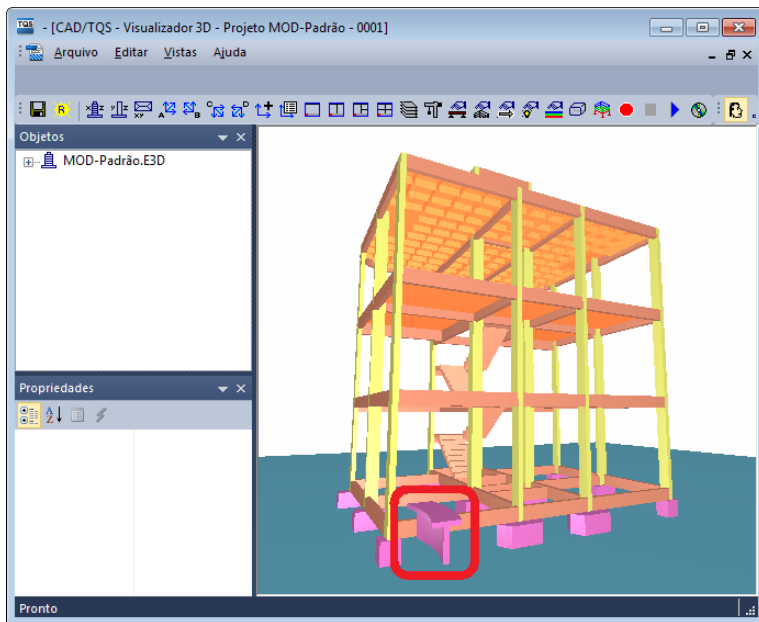 TQS - [CAD/TQS - Visualizador 3D - Projeto MOD-Padrão - 0001]
Arquivo Editar Vistas Ajuda
Objetos
MOD-Padrão.E3D
Propriedades
Pronto